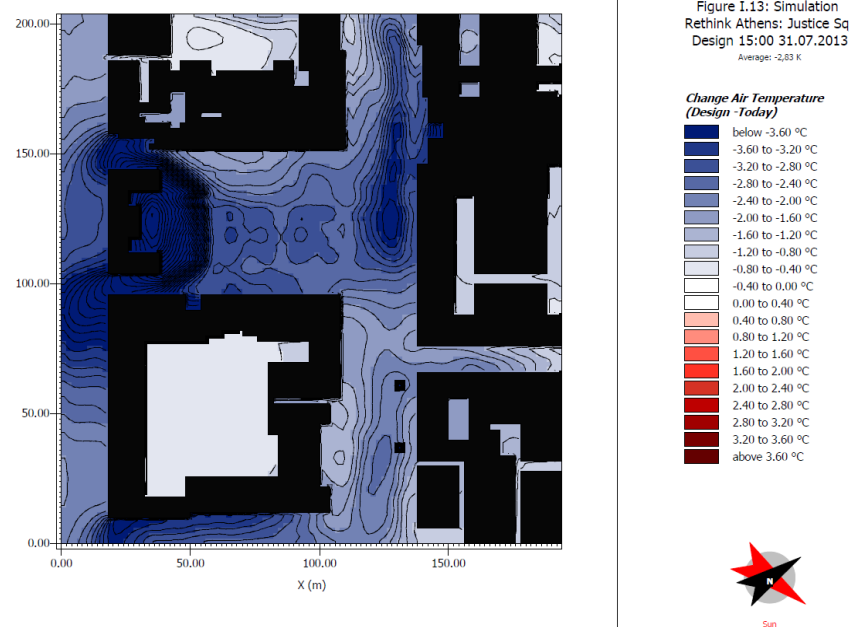 Figure I.13: Simulation
Rethink Athens: Justice Sq
Design 15:00 31.07.2013
Average: -2,83 K
Change Air Temperature
(Design -Today)
below -3.60 °C
-3.60 to -3.20 °C
-3.20 to -2.80 °C
-2.80 to -2.40 °C
-2.40 to -2.00 °C
-2.00 to -1.60 °C
-1.60 to -1.20 °C
-1.20 to -0.80 °C
-0.80 to -0.40 °C
-0.40 to 0.00 °C
0.00 to 0.40 °C
0.40 to 0.80 °C
0.80 to 1.20 °C
1.20 to 1.60 °C
1.60 to 2.00 °C
2.00 to 2.40 °C
2.40 to 2.80 °C
2.80 to 3.20 °C
3.20 to 3.60 °C
above 3.60 °C
200.00
150.00
100.00
50.00
0.00
0.00 50.00 100.00 150.00
X (m)
N
Sun